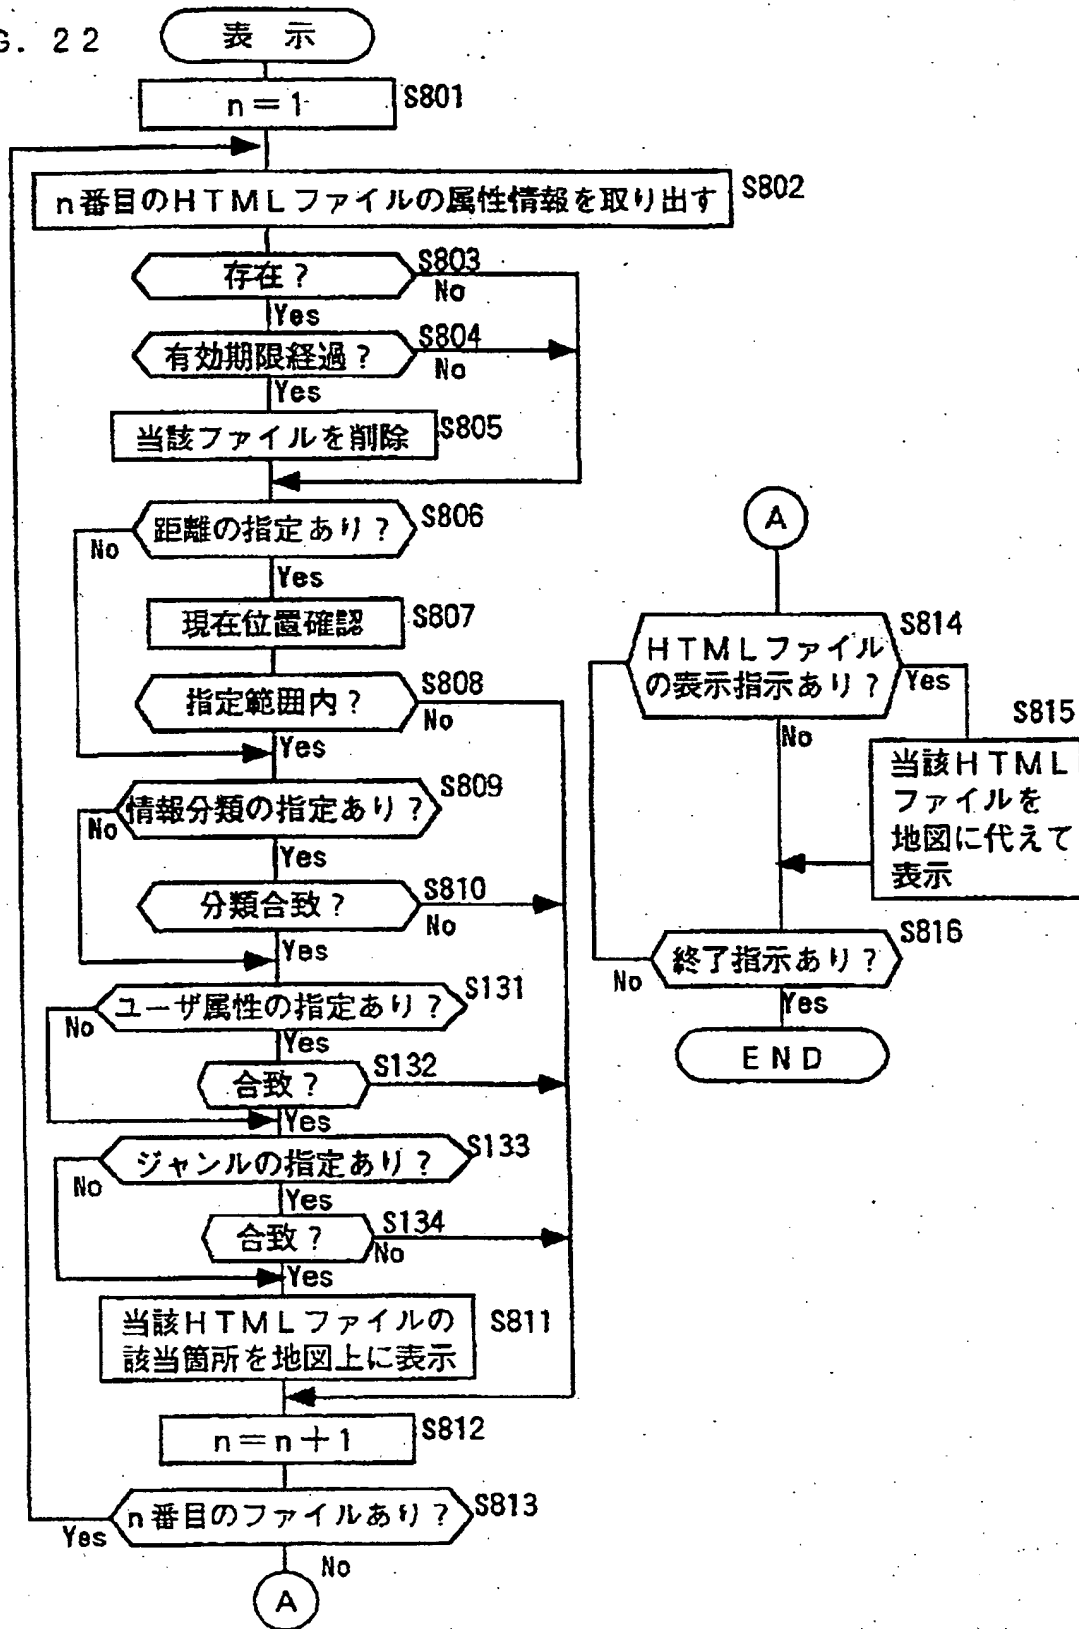 G. 22
表 示
n=1
S801
n番目のHTMLファイルの属性情報を取り出す
S802
存在?
S803
No
Yes
有効期限経過?
S804
No
Yes
当該ファイルを削除
S805
距離の指定あり?
S806
No
Yes
現在位置確認
S807
指定範囲内?
S808
No
Yes
情報分類の指定あり?
S809
No
Yes
分類合致?
S810
No
Yes
ユーザ属性の指定あり?
S131
No
Yes
合致?
S132
Yes
ジャンルの指定あり?
S133
No
Yes
合致?
S134
No
Yes
当該HTMLファイルの
該当箇所を地図上に表示
S811
n=n+1
S812
n番目のファイルあり?
S813
Yes
No
A
A
HTMLファイル
の表示指示あり?
S814
Yes
No
S815
当該HTML
ファイルを
地図に代えて
表示
終了指示あり?
S816
No
Yes
END